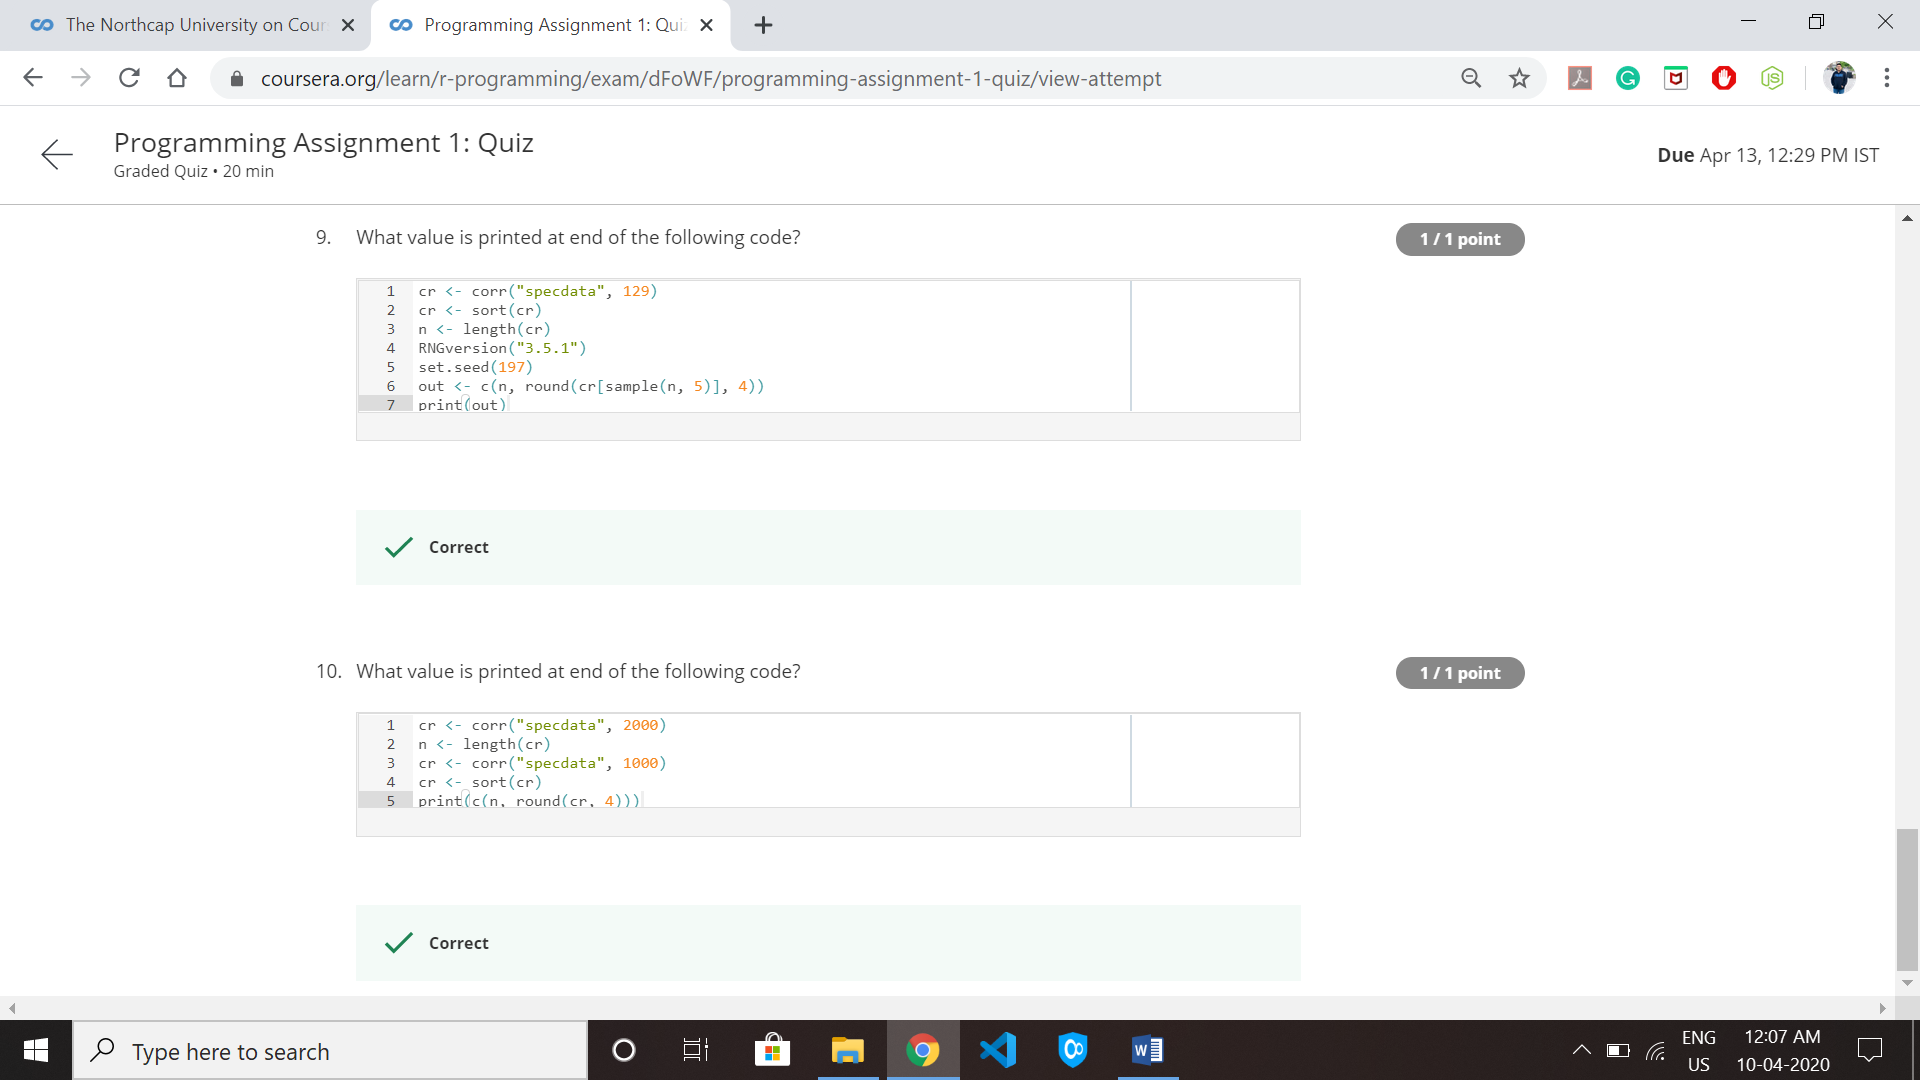 The Northcap University on Cour
Programming Assignment 1: Qui
coursera.org/learn/r-programming/exam/dFoWF/programming-assignment-1-quiz/view-attempt
Programming Assignment 1: Quiz
Graded Quiz • 20 min
Due Apr 13, 12:29 PM IST
9. What value is printed at end of the following code?
1 / 1 point
1 cr <- corr("specdata", 129)
2 cr <- sort(cr)
3 n <- length(cr)
4 RNGversion("3.5.1")
5 set.seed(197)
6 out <- c(n, round(cr[sample(n, 5)], 4))
7 print(out)
Correct
10. What value is printed at end of the following code?
1 / 1 point
1 cr <- corr("specdata", 2000)
2 n <- length(cr)
3 cr <- corr("specdata", 1000)
4 cr <- sort(cr)
5 print(c(n, round(cr, 4)))
Correct
Type here to search
ENG
US
12:07 AM
10-04-2020